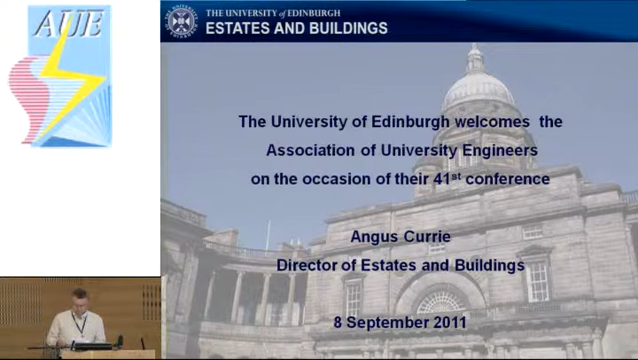 AUE
THE UNIVERSITY of EDINBURGH
ESTATES AND BUILDINGS
The University of Edinburgh welcomes the
Association of University Engineers
on the occasion of their 41st conference
Angus Currie
Director of Estates and Buildings
8 September 2011